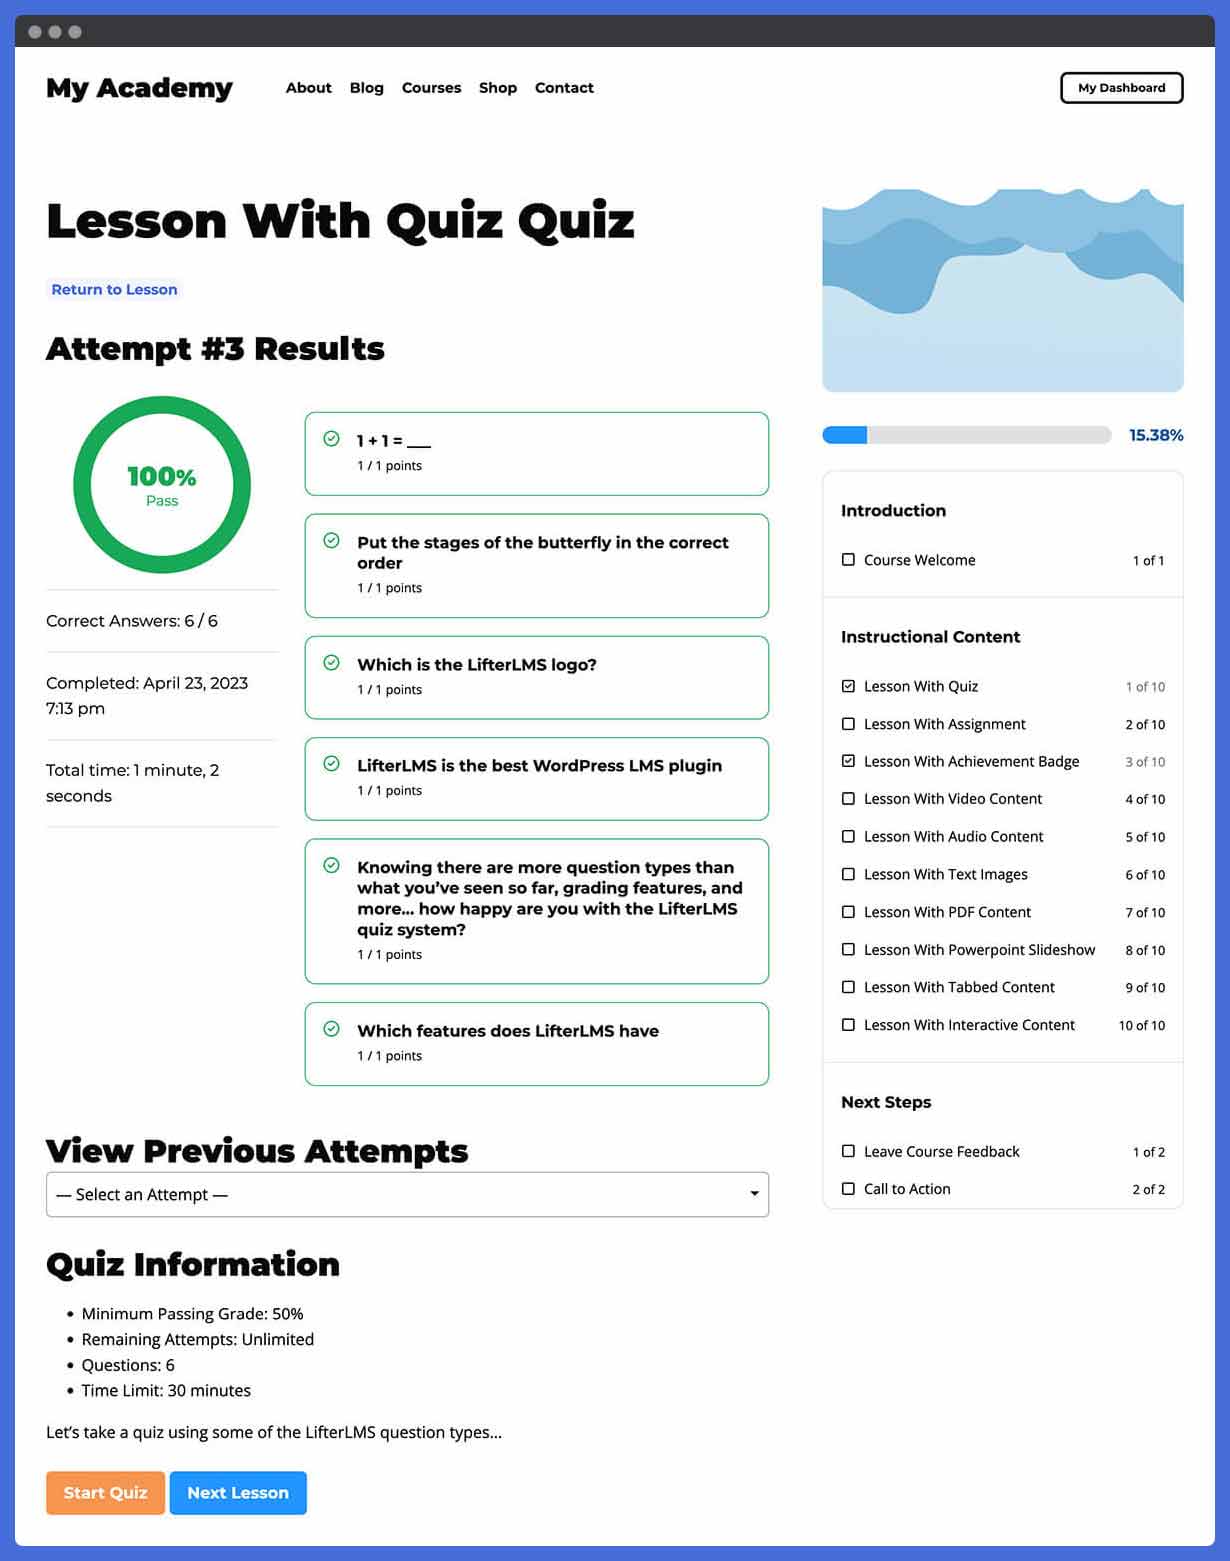 My Academy
About Blog Courses Shop Contact
My Dashboard
Lesson With Quiz Quiz
Return to Lesson
Attempt #3 Results
100%
Pass
Correct Answers: 6 / 6
Completed: April 23, 2023
7:13 pm
Total time: 1 minute, 2
seconds
1 + 1 = ___
1 / 1 points
Put the stages of the butterfly in the correct
order
1 / 1 points
Which is the LifterLMS logo?
1 / 1 points
LifterLMS is the best WordPress LMS plugin
1 / 1 points
Knowing there are more question types than
what you’ve seen so far, grading features, and
more… how happy are you with the LifterLMS
quiz system?
1 / 1 points
Which features does LifterLMS have
1 / 1 points
View Previous Attempts
— Select an Attempt —
Quiz Information
• Minimum Passing Grade: 50%
• Remaining Attempts: Unlimited
• Questions: 6
• Time Limit: 30 minutes
Let’s take a quiz using some of the LifterLMS question types…
Start Quiz Next Lesson
15.38%
Introduction
Course Welcome 1 of 1
Instructional Content
Lesson With Quiz 1 of 10
Lesson With Assignment 2 of 10
Lesson With Achievement Badge 3 of 10
Lesson With Video Content 4 of 10
Lesson With Audio Content 5 of 10
Lesson With Text Images 6 of 10
Lesson With PDF Content 7 of 10
Lesson With Powerpoint Slideshow 8 of 10
Lesson With Tabbed Content 9 of 10
Lesson With Interactive Content 10 of 10
Next Steps
Leave Course Feedback 1 of 2
Call to Action 2 of 2